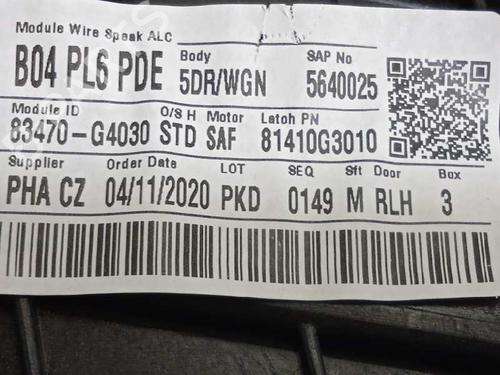 Module Wire Speak ALC Body SAP No
B04 PL6 PDE 5DR/WGN 5640025
Module ID O/S H Motor Latoh PN
83470-G4030 STD SAF 81410G3010
Supplier Order Date LOT SEQ Sft Door Box
PHA CZ 04/11/2020 PKD 0149 M RLH 3